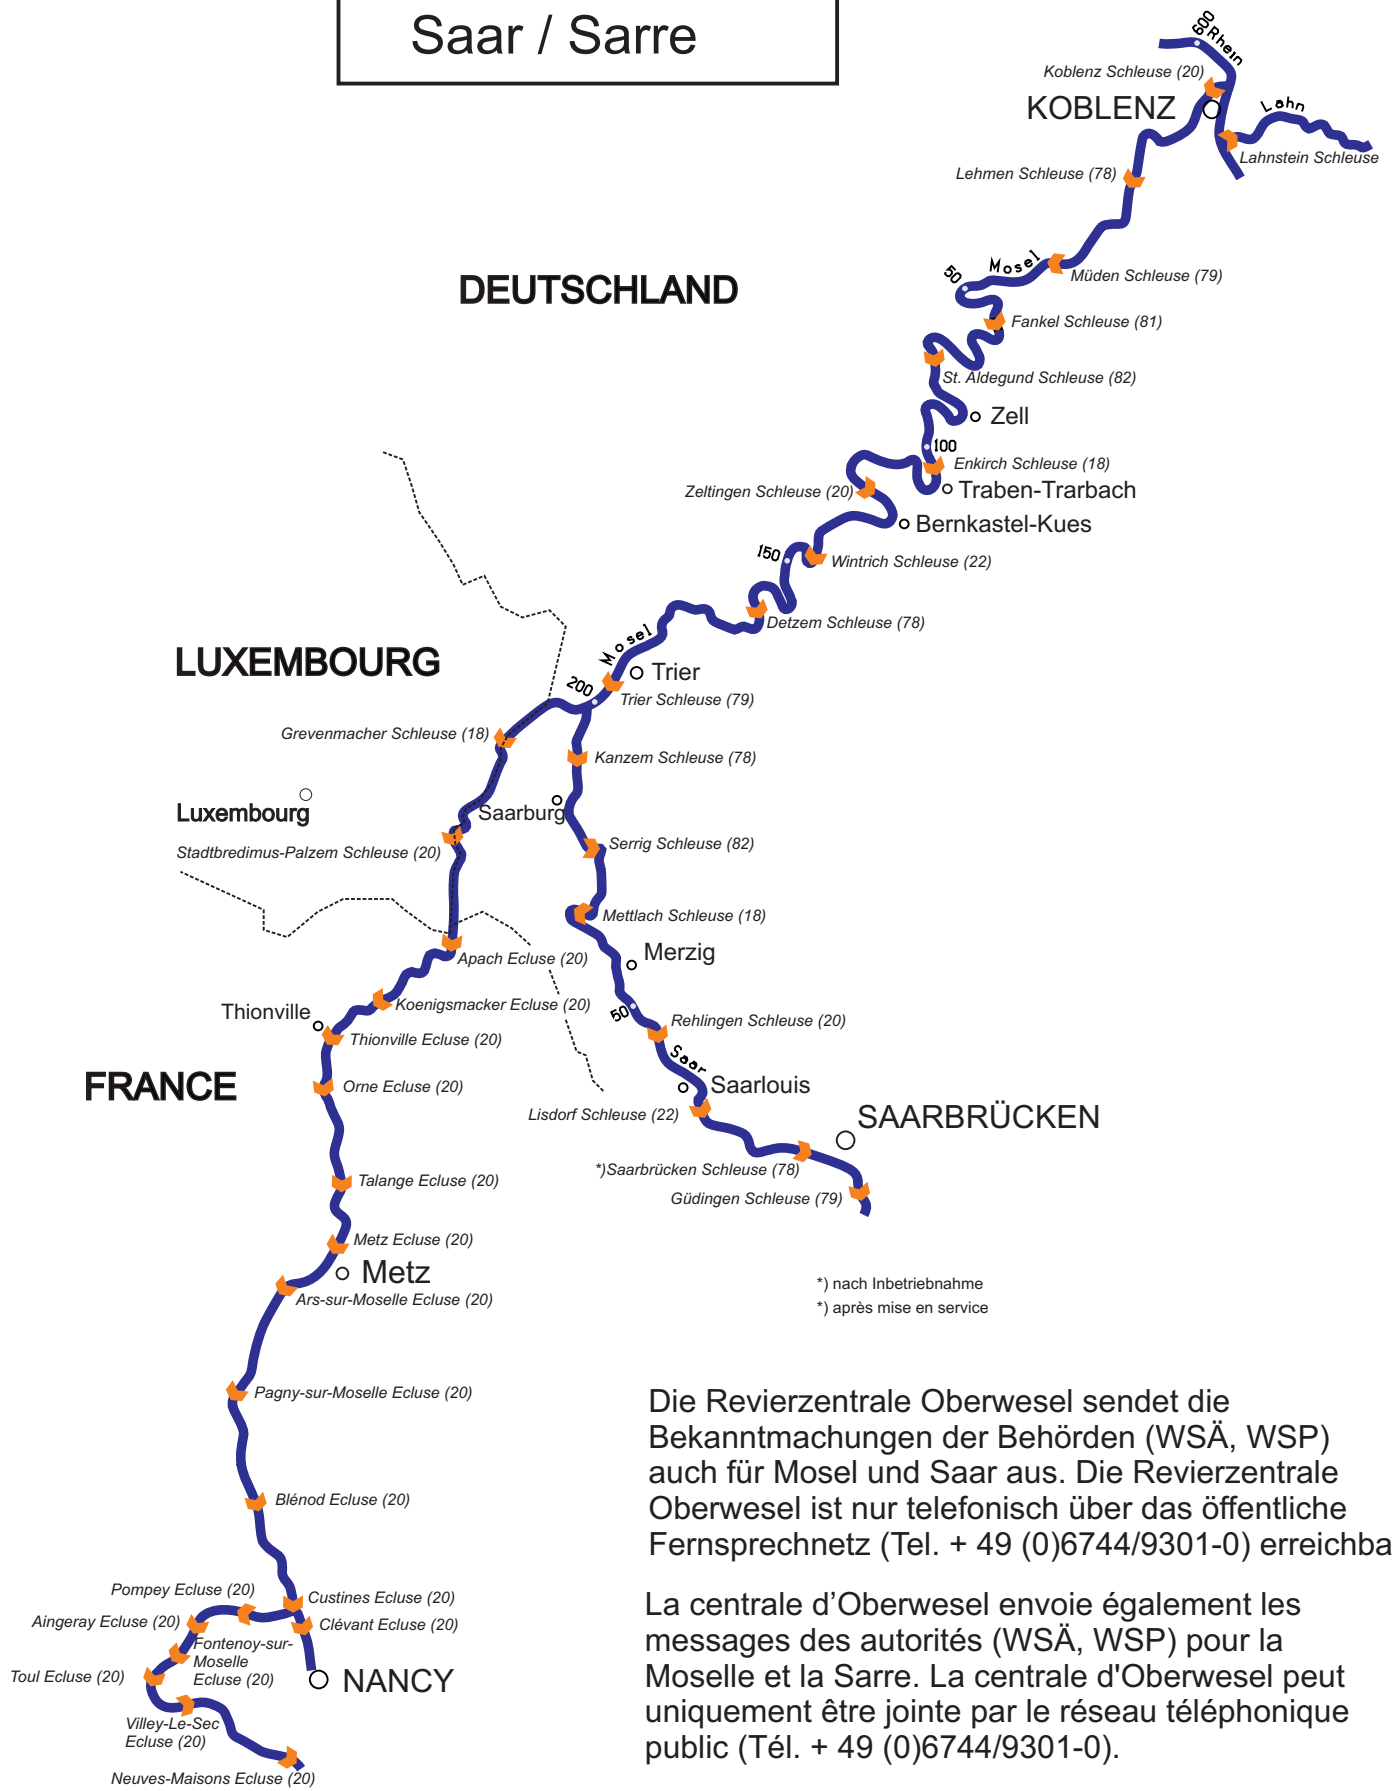 Saar / Sarre
600
Rhein
Koblenz Schleuse (20)
KOBLENZ
Lahn
Lahnstein Schleuse
Lehmen Schleuse (78)
DEUTSCHLAND
50
Mosel
Müden Schleuse (79)
Fankel Schleuse (81)
St. Aldegund Schleuse (82)
Zell
100
Enkirch Schleuse (18)
Zeltingen Schleuse (20)
Traben-Trarbach
Bernkastel-Kues
150
Wintrich Schleuse (22)
Detzem Schleuse (78)
Mosel
LUXEMBOURG
Trier
200
Trier Schleuse (79)
Grevenmacher Schleuse (18)
Kanzem Schleuse (78)
Luxembourg
Saarburg
Stadtbredimus-Palzem Schleuse (20)
Serrig Schleuse (82)
Mettlach Schleuse (18)
Merzig
Apach Ecluse (20)
Koenigsmacker Ecluse (20)
Thionville
50
Rehlingen Schleuse (20)
Thionville Ecluse (20)
Saar
FRANCE
Orne Ecluse (20)
Saarlouis
Lisdorf Schleuse (22)
SAARBRÜCKEN
*)Saarbrücken Schleuse (78)
Talange Ecluse (20)
Güdingen Schleuse (79)
Metz Ecluse (20)
Metz
Ars-sur-Moselle Ecluse (20)
*) nach Inbetriebnahme
*) après mise en service
Pagny-sur-Moselle Ecluse (20)
Die Revierzentrale Oberwesel sendet die
Bekanntmachungen der Behörden (WSÄ, WSP)
auch für Mosel und Saar aus. Die Revierzentrale
Oberwesel ist nur telefonisch über das öffentliche
Fernsprechnetz (Tel. + 49 (0)6744/9301-0) erreichba
Blénod Ecluse (20)
Pompey Ecluse (20)
Custines Ecluse (20)
Aingeray Ecluse (20)
Clévant Ecluse (20)
Fontenoy-sur-
Moselle
Ecluse (20)
Toul Ecluse (20)
NANCY
Villey-Le-Sec
Ecluse (20)
Neuves-Maisons Ecluse (20)
La centrale d’Oberwesel envoie également les
messages des autorités (WSÄ, WSP) pour la
Moselle et la Sarre. La centrale d'Oberwesel peut
uniquement être jointe par le réseau téléphonique
public (Tél. + 49 (0)6744/9301-0).